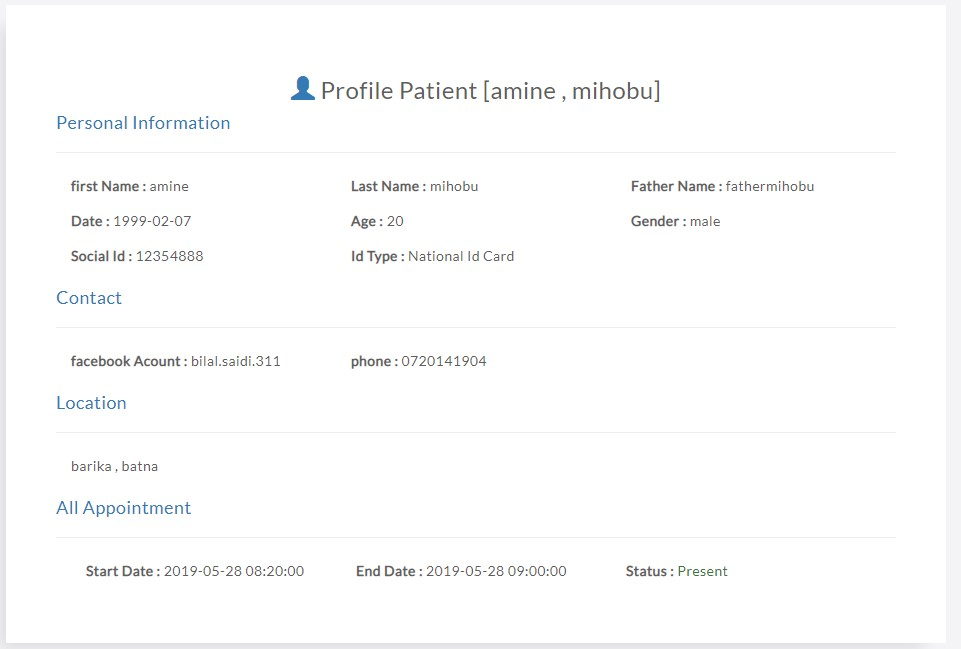 Profile Patient [amine , mihobu]
Personal Information
first Name : amine Last Name : mihobu Father Name : fathermihobu
Date : 1999-02-07 Age : 20 Gender : male
Social Id : 12354888 Id Type : National Id Card
Contact
facebook Acount : bilal.saidi.311 phone : 0720141904
Location
barika , batna
All Appointment
Start Date : 2019-05-28 08:20:00 End Date : 2019-05-28 09:00:00 Status : Present